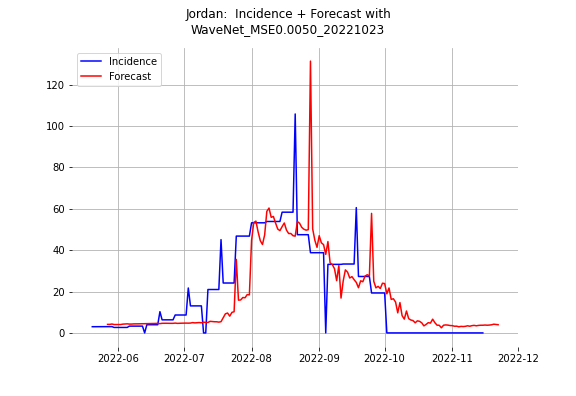 Jordan:  Incidence + Forecast with
WaveNet_MSE0.0050_20221023
Incidence
Forecast
120
100
80
60
40
20
0
2022-06 2022-07 2022-08 2022-09 2022-10 2022-11 2022-12